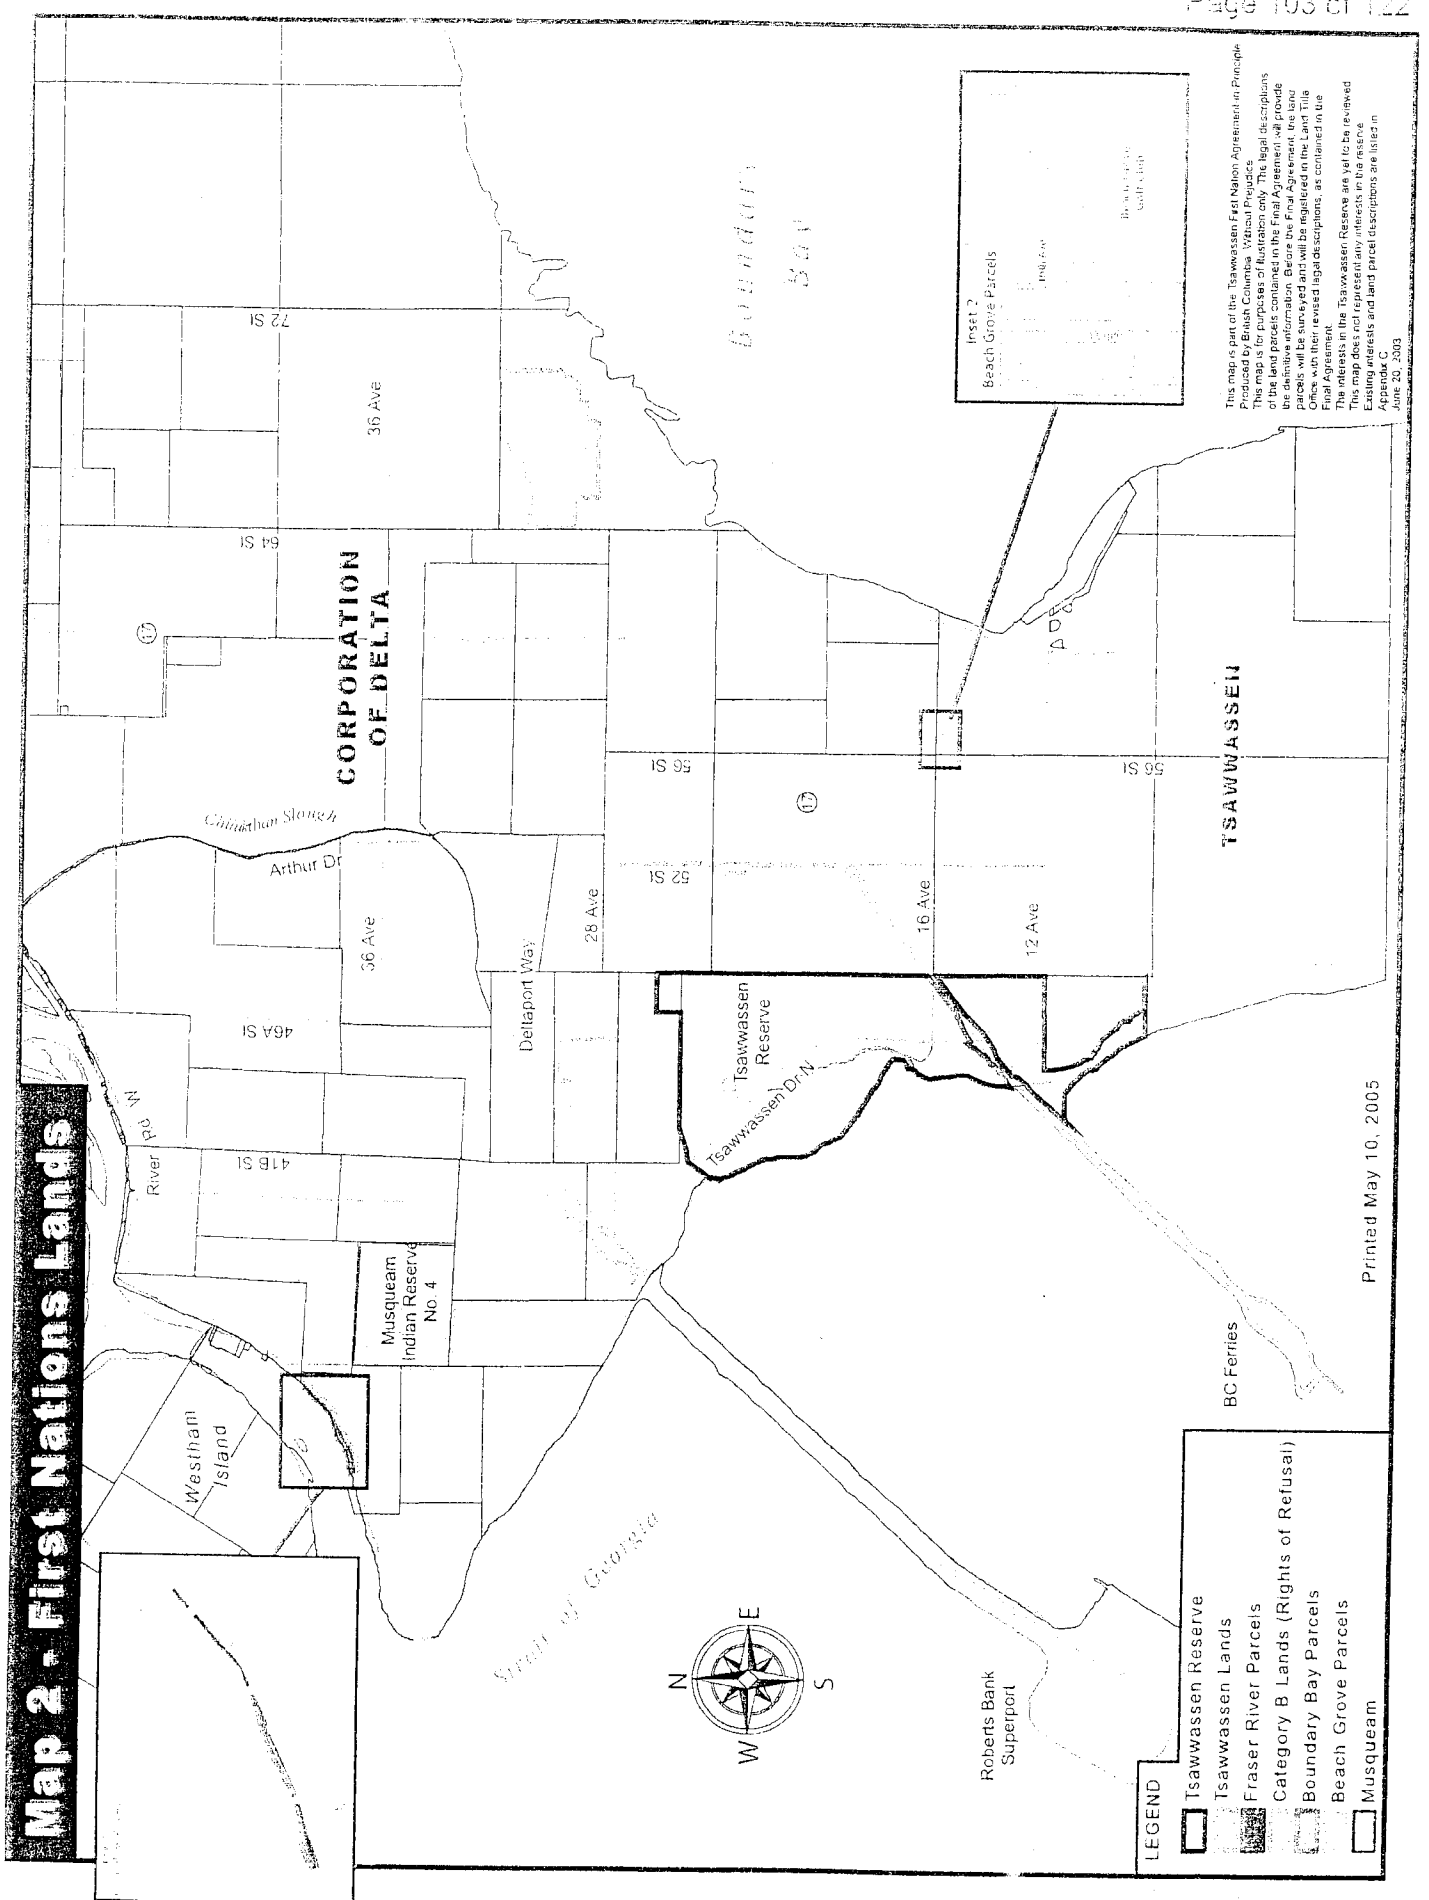 Page 103 of 122
Map 2 - First Nations Lands
72 St
36 Ave
64 St
17
CORPORATION
OF DELTA
Boundary
Bay
Inset 2
Beach Grove Parcels
16th Ave
This map is part of the Tsawwassen First Nation Agreement in Principle
Produced by British Columbia Without Prejudice
This map is for purposes of illustration only. The legal descriptions
of the land parcels contained in the Final Agreement will provide
the definitive information. Before the Final Agreement, the land
parcels will be surveyed and will be registered in the Land Title
Office with their revised legal descriptions, as contained in the
Final Agreement
The interests in the Tsawwassen Reserve are yet to be reviewed
This map does not represent any interests in the reserve
Existing interests and land parcel descriptions are listed in
Appendix C
June 20, 2003
Slough
Arthur Dr
36 Ave
46A St
River Rd W
41B St
Deltaport Way
28 Ave
52 St
56 St
17
16 Ave
12 Ave
56 St
TSAWWASSEN
Tsawwassen
Reserve
Tsawwassen Dr N
Musqueam
Indian Reserve
No. 4
Westham
Island
Strait of Georgia
N
E
S
W
Roberts Bank
Superport
BC Ferries
Printed May 10, 2005
LEGEND
Tsawwassen Reserve
Tsawwassen Lands
Fraser River Parcels
Category B Lands (Rights of Refusal)
Boundary Bay Parcels
Beach Grove Parcels
Musqueam